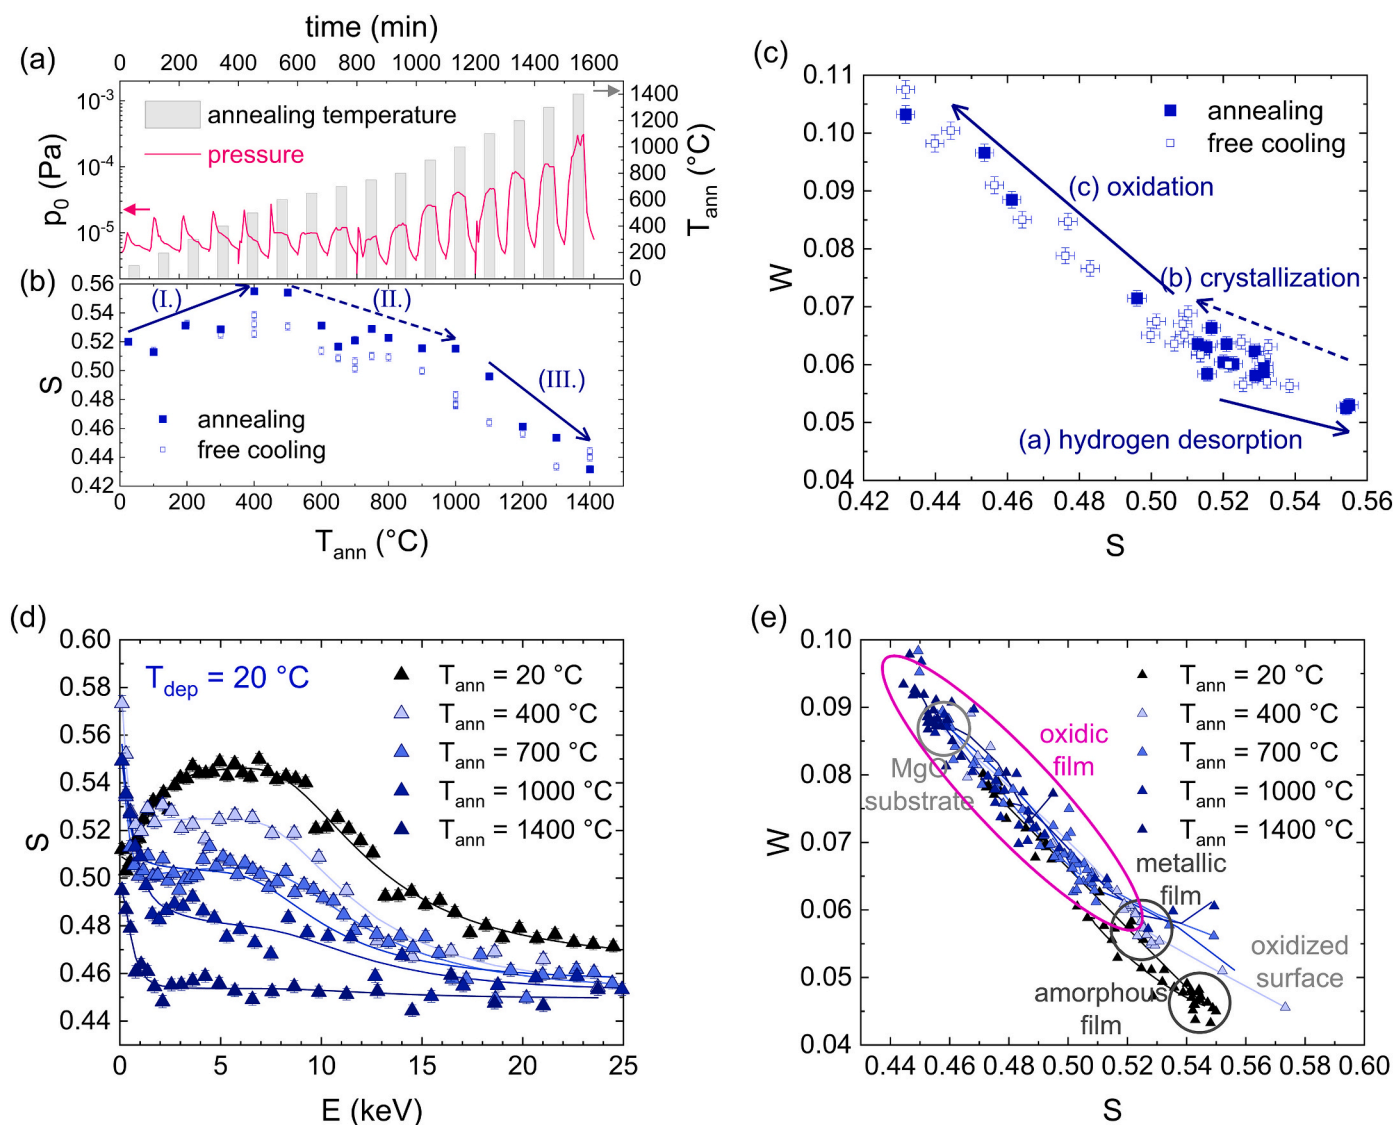 time (min)
(a)
0 200 400 600 800 1000 1200 1400 1600
10⁻³
10⁻⁴
10⁻⁵
p₀ (Pa)
annealing temperature
pressure
1400
1200
1000
800
600
400
200
0
T_ann (°C)
(b)
0.56
0.54
0.52
0.50
0.48
0.46
0.44
0.42
S
(I.)
(II.)
(III.)
annealing
free cooling
0 200 400 600 800 1000 1200 1400
T_ann (°C)
(c)
0.11
0.10
0.09
0.08
0.07
0.06
0.05
0.04
W
annealing
free cooling
(c) oxidation
(b) crystallization
(a) hydrogen desorption
0.42 0.44 0.46 0.48 0.50 0.52 0.54 0.56
S
(d)
0.60
0.58
0.56
0.54
0.52
0.50
0.48
0.46
0.44
S
T_dep = 20 °C
T_ann = 20 °C
T_ann = 400 °C
T_ann = 700 °C
T_ann = 1000 °C
T_ann = 1400 °C
0 5 10 15 20 25
E (keV)
(e)
0.10
0.09
0.08
0.07
0.06
0.05
0.04
W
T_ann = 20 °C
T_ann = 400 °C
T_ann = 700 °C
T_ann = 1000 °C
T_ann = 1400 °C
oxidic
film
MgO
substrate
metallic
film
oxidized
surface
amorphous
film
0.44 0.46 0.48 0.50 0.52 0.54 0.56 0.58 0.60
S